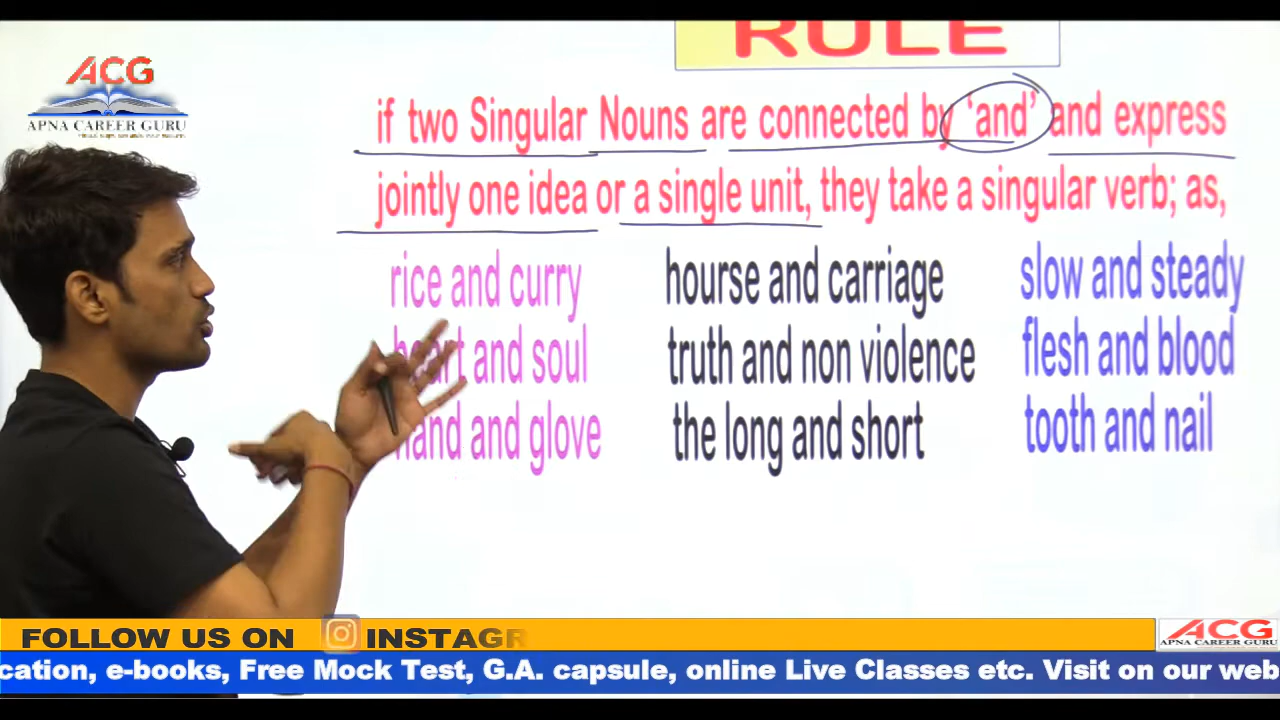 RULE
ACG
APNA CAREER GURU
if two Singular Nouns are connected by 'and' and express
jointly one idea or a single unit, they take a singular verb; as,
rice and curry hourse and carriage slow and steady
heart and soul truth and non violence flesh and blood
hand and glove the long and short tooth and nail
FOLLOW US ON INSTAGR
ACG
APNA CAREER GURU
cation, e-books, Free Mock Test, G.A. capsule, online Live Classes etc. Visit on our web